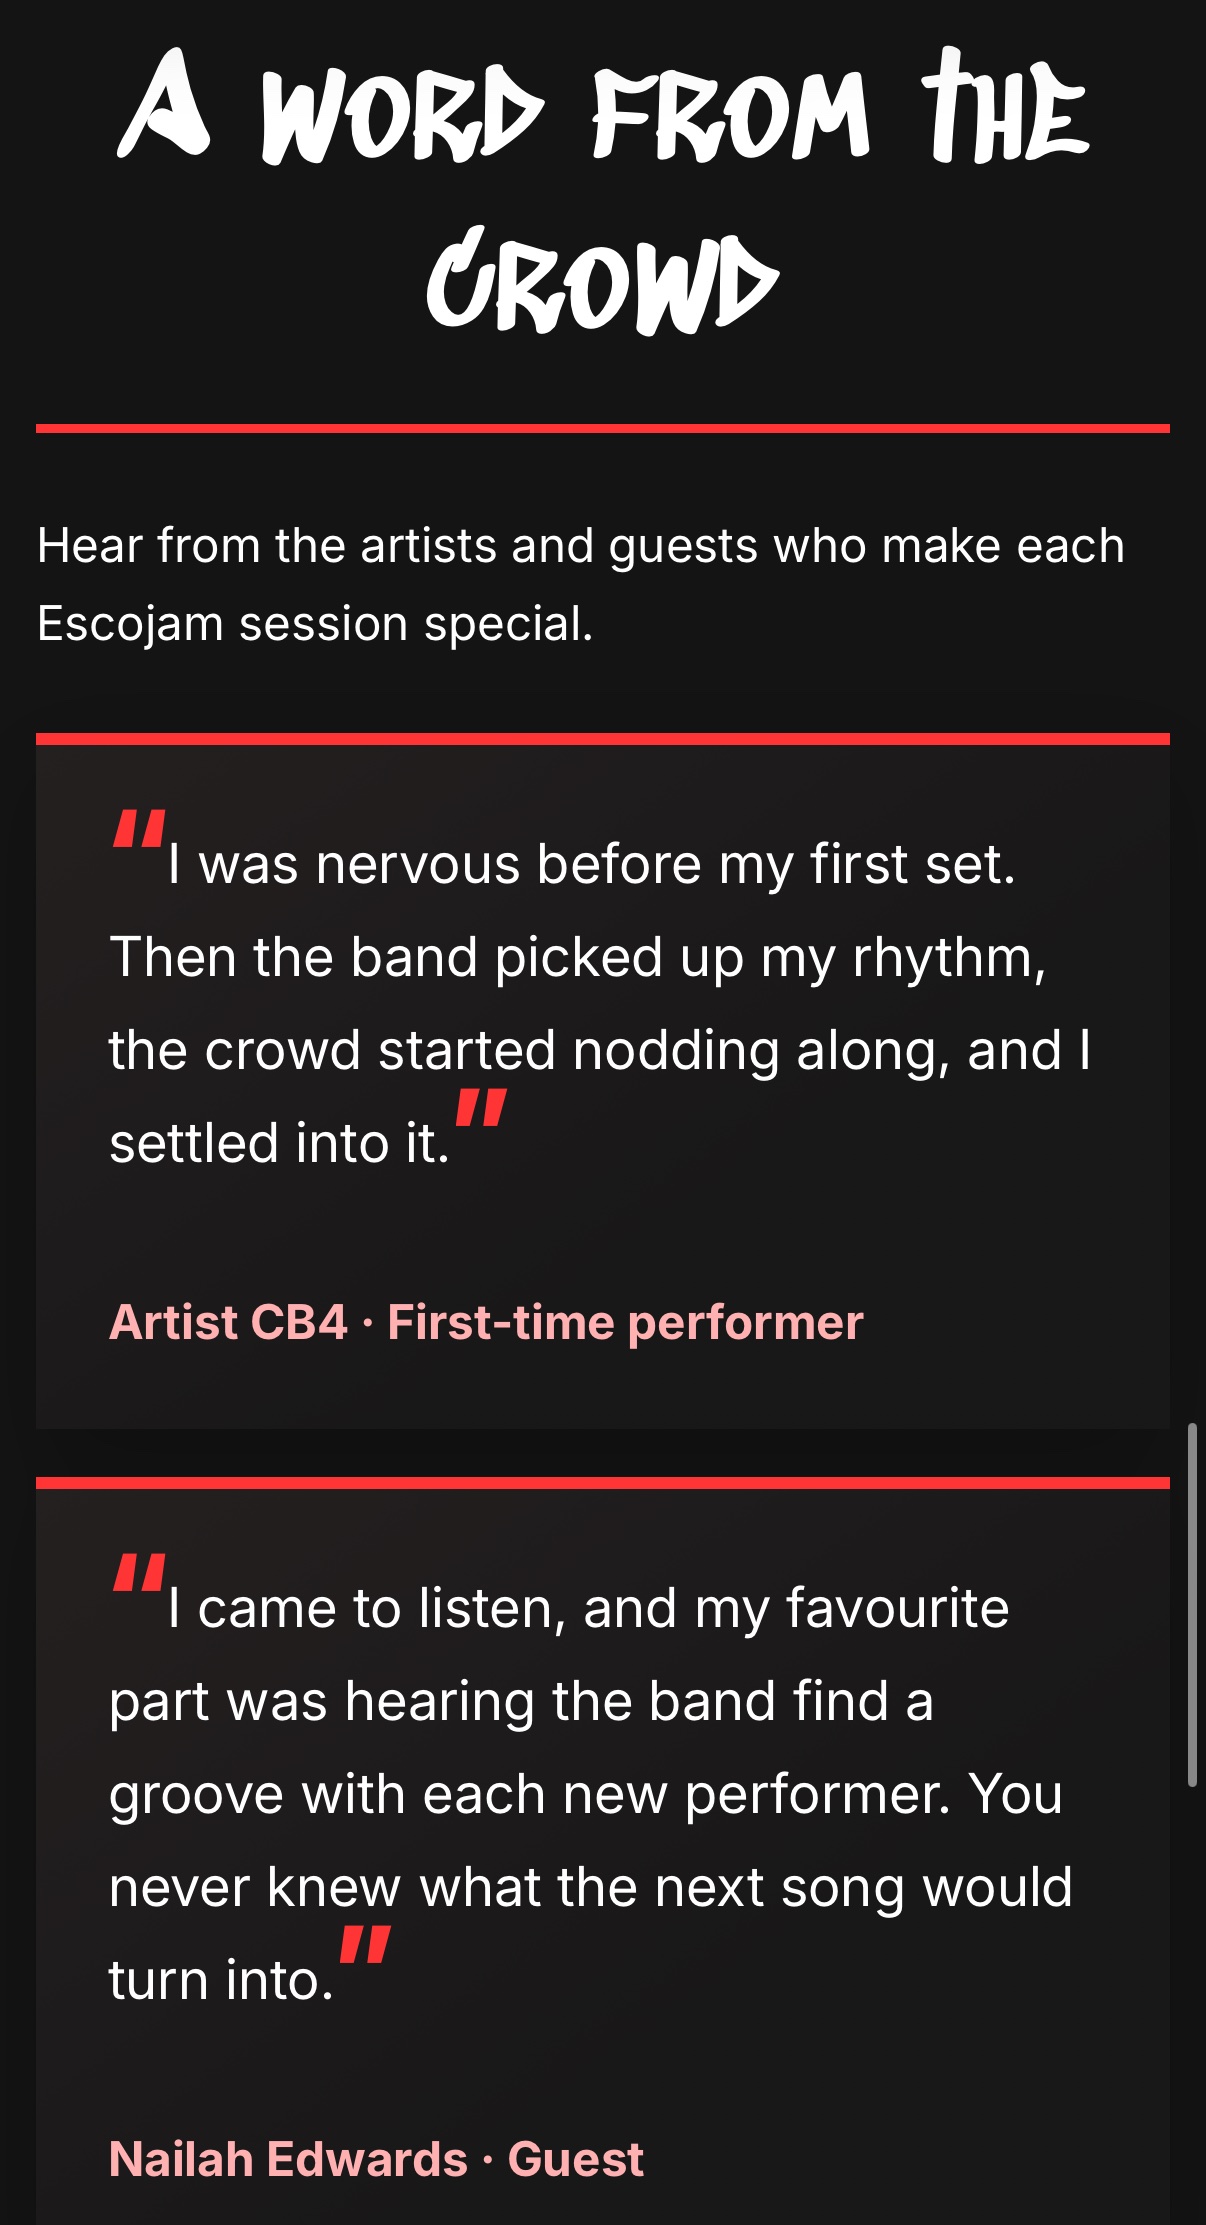 A WORD FROM THE
CROWD
Hear from the artists and guests who make each
Escojam session special.
“I was nervous before my first set.
Then the band picked up my rhythm,
the crowd started nodding along, and I
settled into it.”
Artist CB4 · First-time performer
“I came to listen, and my favourite
part was hearing the band find a
groove with each new performer. You
never knew what the next song would
turn into.”
Nailah Edwards · Guest